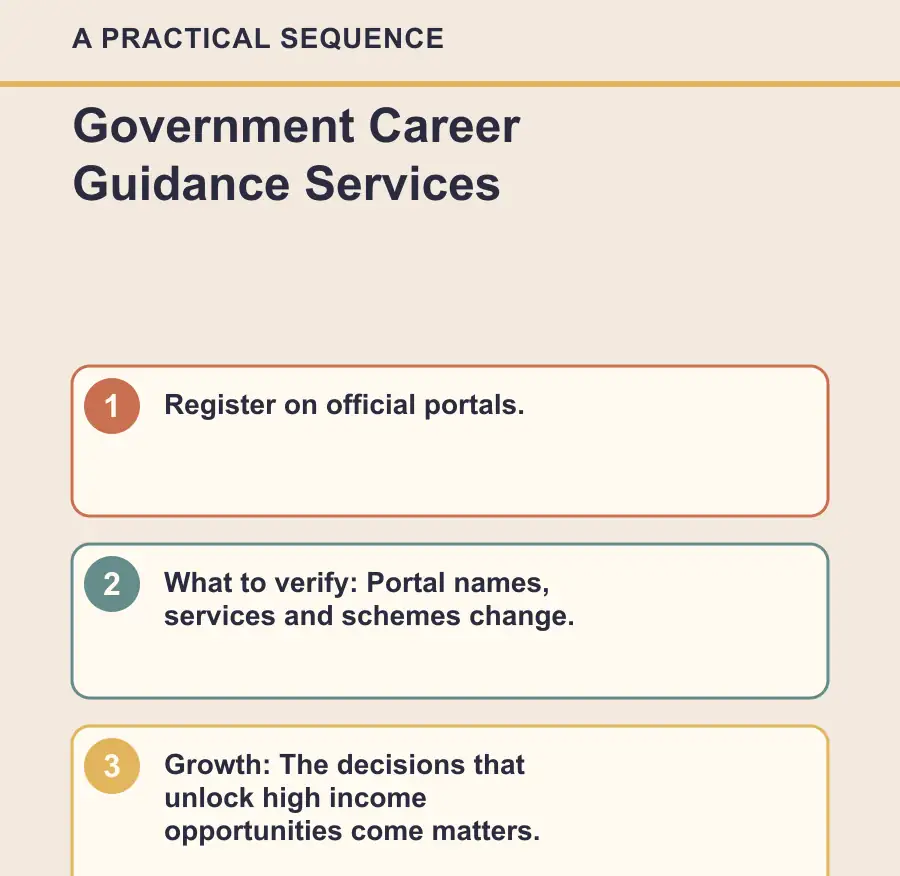 A PRACTICAL SEQUENCE
Government Career
Guidance Services
1
Register on official portals.
2
What to verify: Portal names,
services and schemes change.
3
Growth: The decisions that
unlock high income
opportunities come matters.